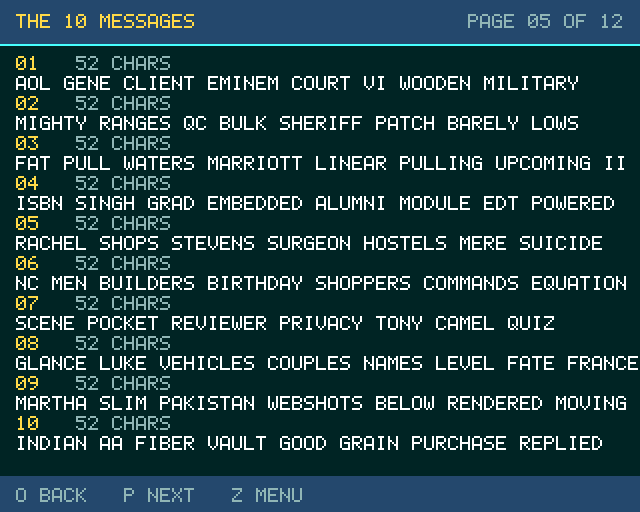 THE 10 MESSAGES PAGE 05 OF 12
01 52 CHARS
AOL GENE CLIENT EMINEM COURT VI WOODEN MILITARY
02 52 CHARS
MIGHTY RANGES QC BULK SHERIFF PATCH BARELY LOWS
03 52 CHARS
FAT PULL WATERS MARRIOTT LINEAR PULLING UPCOMING II
04 52 CHARS
ISBN SINGH GRAD EMBEDDED ALUMNI MODULE EDT POWERED
05 52 CHARS
RACHEL SHOPS STEVENS SURGEON HOSTELS MERE SUICIDE
06 52 CHARS
NC MEN BUILDERS BIRTHDAY SHOPPERS COMMANDS EQUATION
07 52 CHARS
SCENE POCKET REVIEWER PRIVACY TONY CAMEL QUIZ
08 52 CHARS
GLANCE LUKE VEHICLES COUPLES NAMES LEVEL FATE FRANCE
09 52 CHARS
MARTHA SLIM PAKISTAN WEBSHOTS BELOW RENDERED MOVING
10 52 CHARS
INDIAN AA FIBER VAULT GOOD GRAIN PURCHASE REPLIED
O BACK P NEXT Z MENU